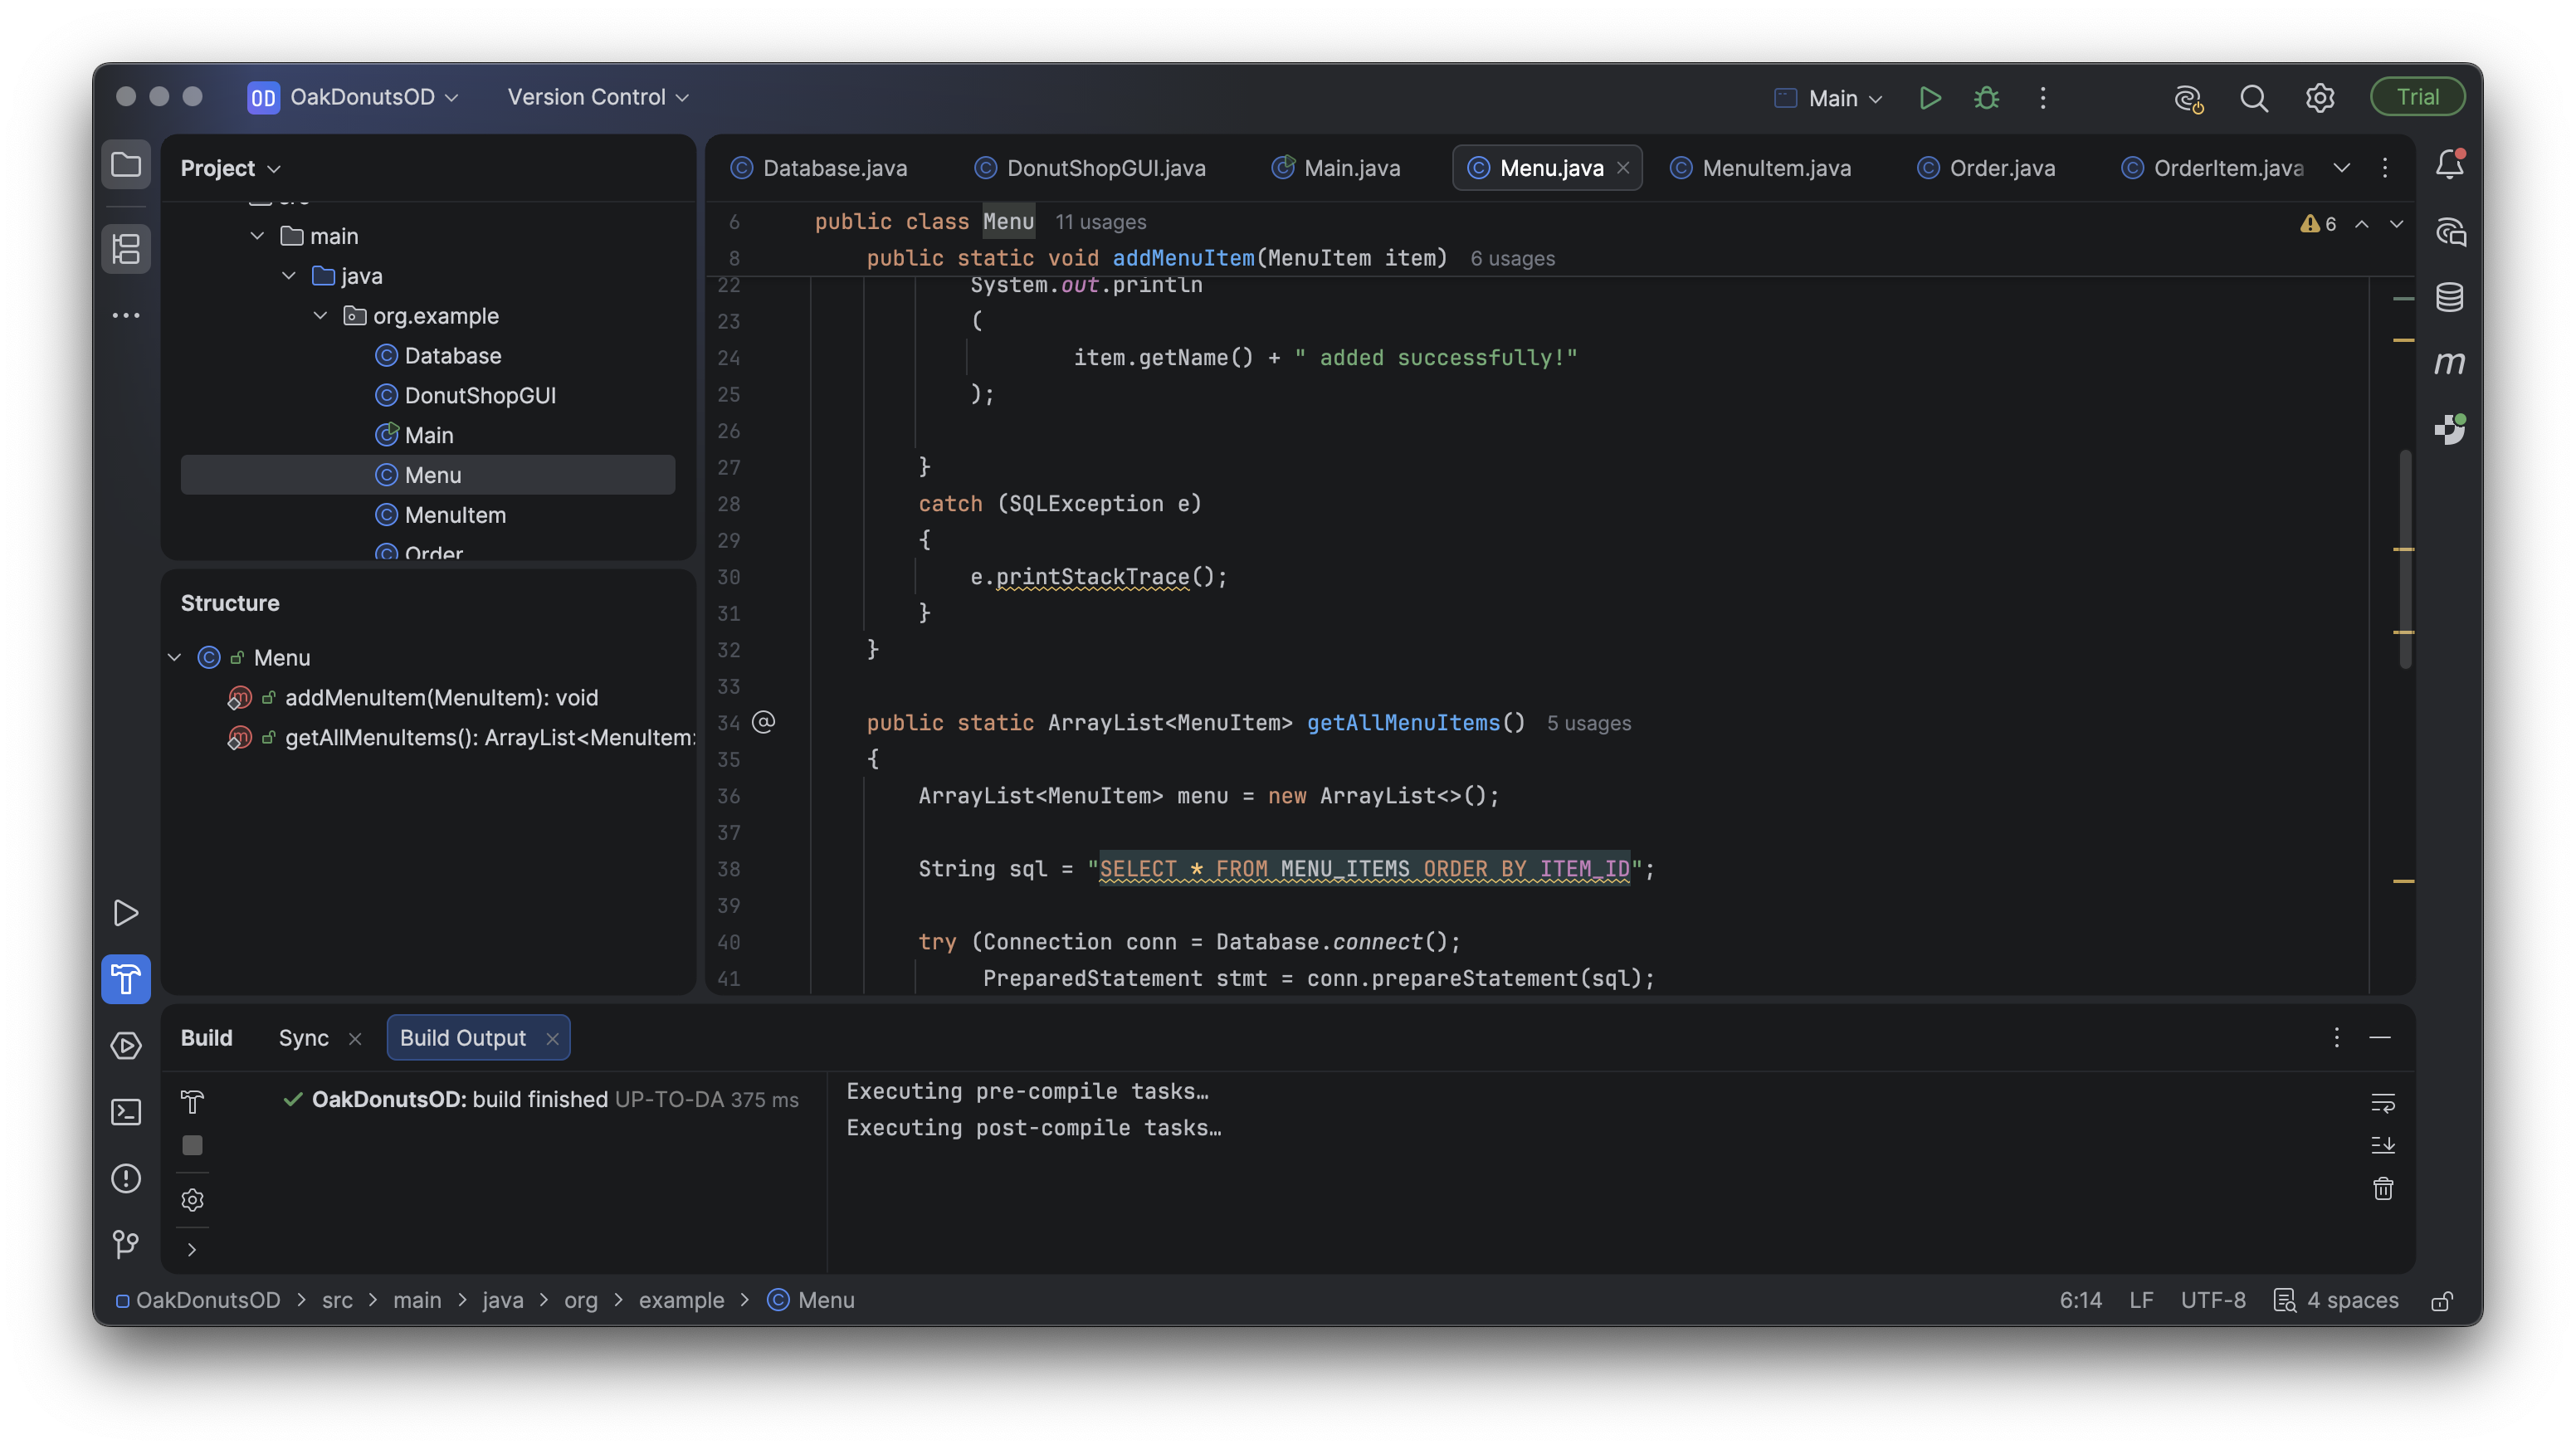 OD OakDonutsOD Version Control Main Trial
Project
main
java
org.example
Database
DonutShopGUI
Main
Menu
MenuItem
Order
Structure
Menu
addMenuItem(MenuItem): void
getAllMenuItems(): ArrayList<MenuItem>
Database.java DonutShopGUI.java Main.java Menu.java MenuItem.java Order.java OrderItem.java
6 public class Menu 11 usages
6
8 public static void addMenuItem(MenuItem item) 6 usages
22 System.out.println
23 (
24 item.getName() + " added successfully!"
25 );
26
27 }
28 catch (SQLException e)
29 {
30 e.printStackTrace();
31 }
32 }
33
34 @ public static ArrayList<MenuItem> getAllMenuItems() 5 usages
35 {
36 ArrayList<MenuItem> menu = new ArrayList<>();
37
38 String sql = "SELECT * FROM MENU_ITEMS ORDER BY ITEM_ID";
39
40 try (Connection conn = Database.connect();
41 PreparedStatement stmt = conn.prepareStatement(sql);
m
Build Sync Build Output
OakDonutsOD: build finished UP-TO-DA 375 ms
Executing pre-compile tasks…
Executing post-compile tasks…
OakDonutsOD > src > main > java > org > example > Menu
6:14 LF UTF-8 4 spaces